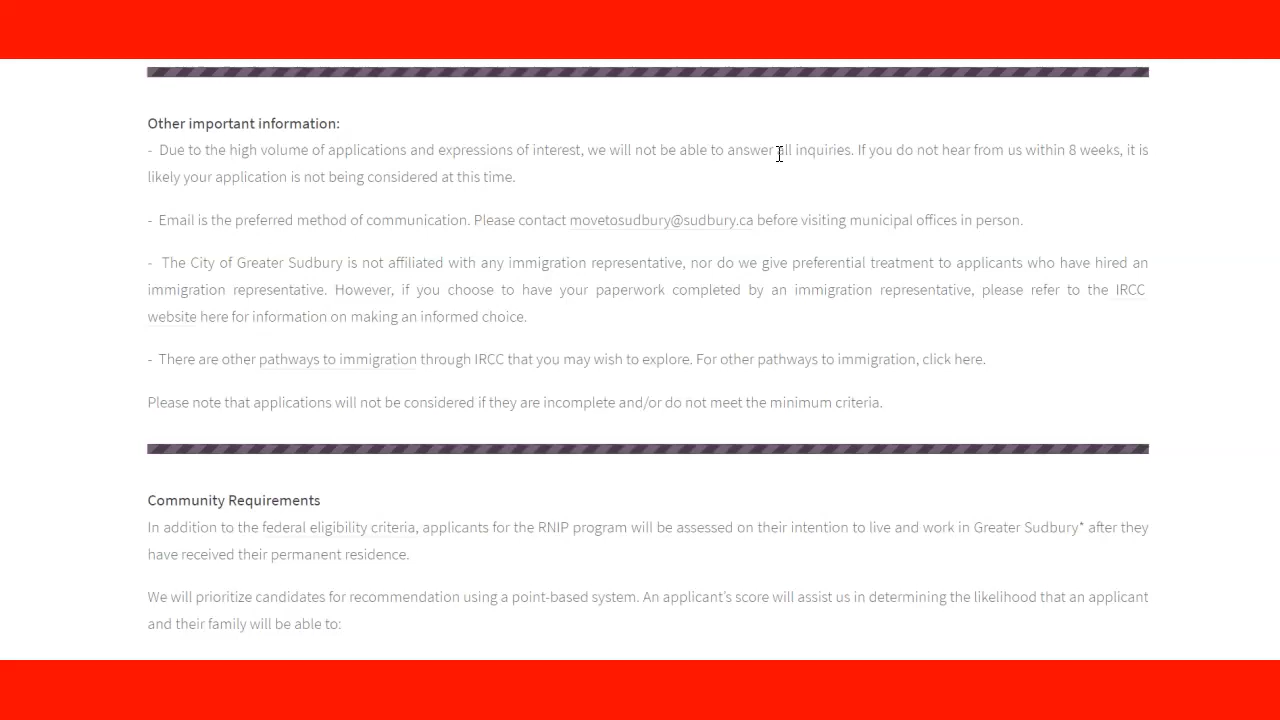 Other important information:
- Due to the high volume of applications and expressions of interest, we will not be able to answer all inquiries. If you do not hear from us within 8 weeks, it is
likely your application is not being considered at this time.
- Email is the preferred method of communication. Please contact movetosudbury@sudbury.ca before visiting municipal offices in person.
- The City of Greater Sudbury is not affiliated with any immigration representative, nor do we give preferential treatment to applicants who have hired an
immigration representative. However, if you choose to have your paperwork completed by an immigration representative, please refer to the IRCC
website here for information on making an informed choice.
- There are other pathways to immigration through IRCC that you may wish to explore. For other pathways to immigration, click here.
Please note that applications will not be considered if they are incomplete and/or do not meet the minimum criteria.
Community Requirements
In addition to the federal eligibility criteria, applicants for the RNIP program will be assessed on their intention to live and work in Greater Sudbury* after they
have received their permanent residence.
We will prioritize candidates for recommendation using a point-based system. An applicant's score will assist us in determining the likelihood that an applicant
and their family will be able to: